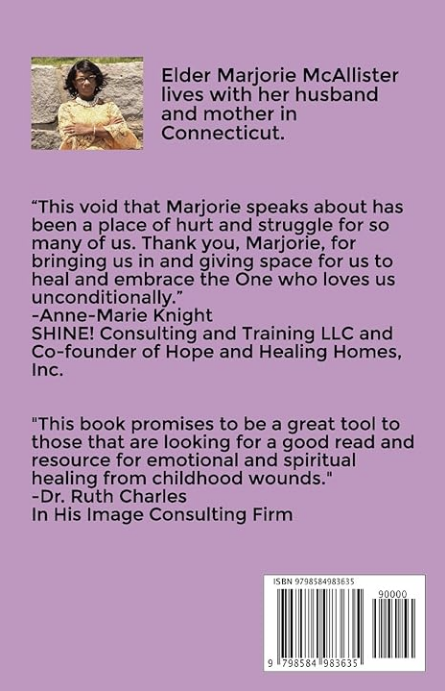 Elder Marjorie McAllister
lives with her husband
and mother in
Connecticut.
“This void that Marjorie speaks about has
been a place of hurt and struggle for so
many of us. Thank you, Marjorie, for
bringing us in and giving space for us to
heal and embrace the One who loves us
unconditionally.”
-Anne-Marie Knight
SHINE! Consulting and Training LLC and
Co-founder of Hope and Healing Homes,
Inc.
"This book promises to be a great tool to
those that are looking for a good read and
resource for emotional and spiritual
healing from childhood wounds."
-Dr. Ruth Charles
In His Image Consulting Firm
ISBN 9798584983635
90000
9 798584 983635